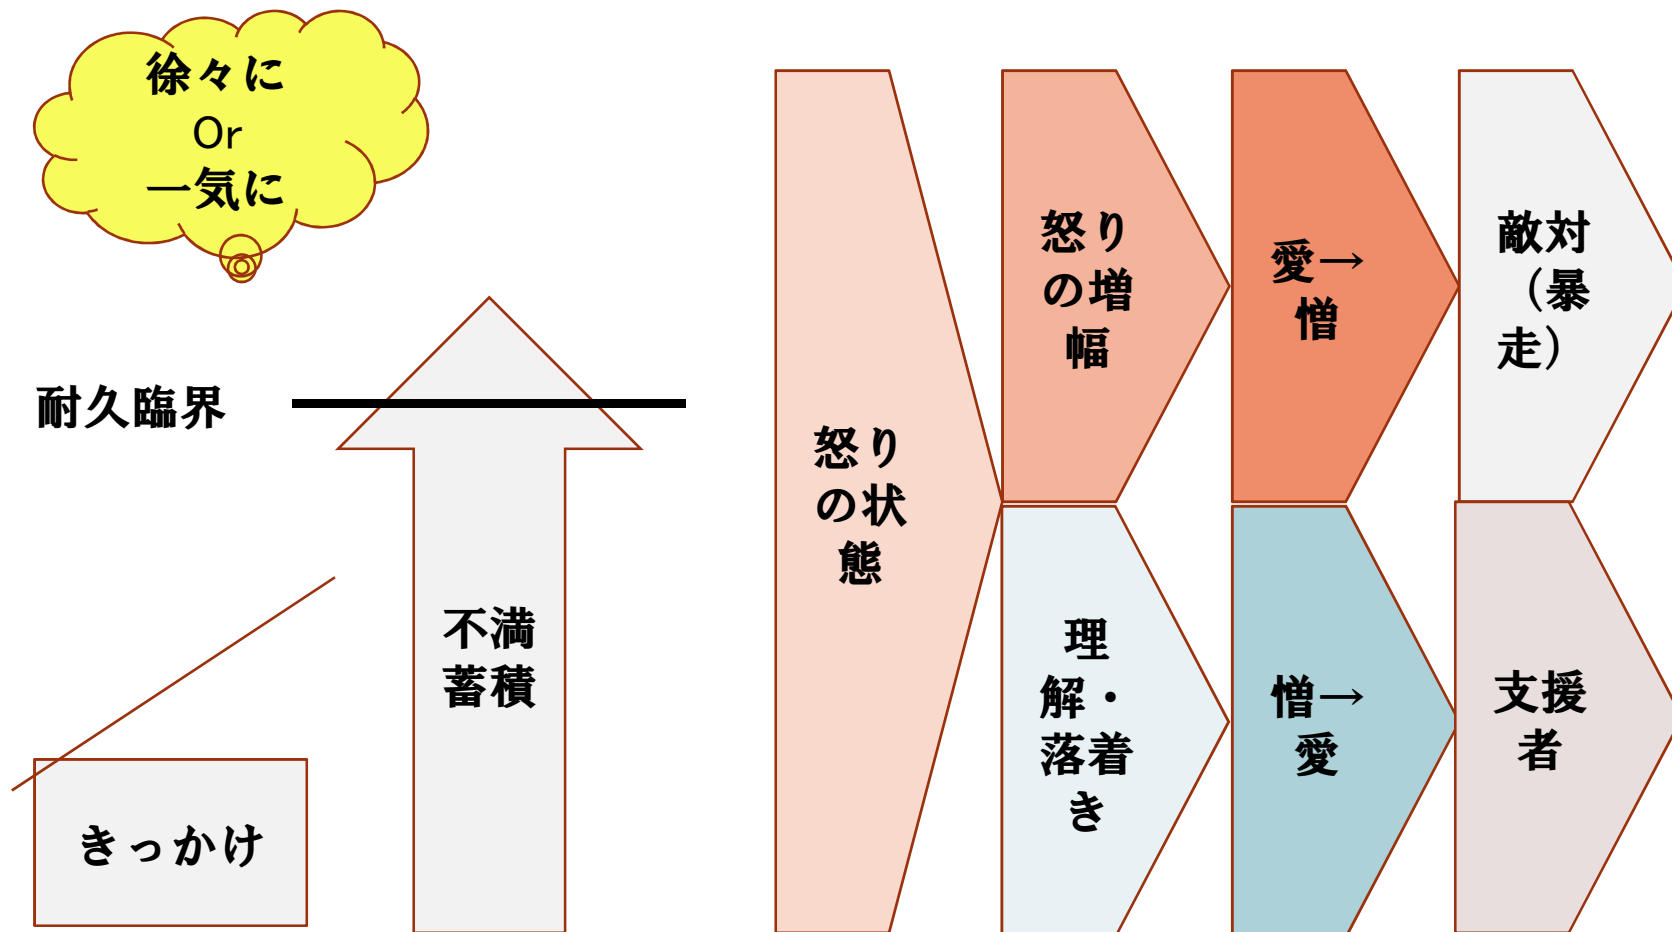 徐々に
Or
一気に
耐久臨界
きっかけ
不満
蓄積
怒り
の状
態
怒り
の増
幅
愛→
憎
敵対
（暴
走）
理
解・
落着
き
憎→
愛
支援
者